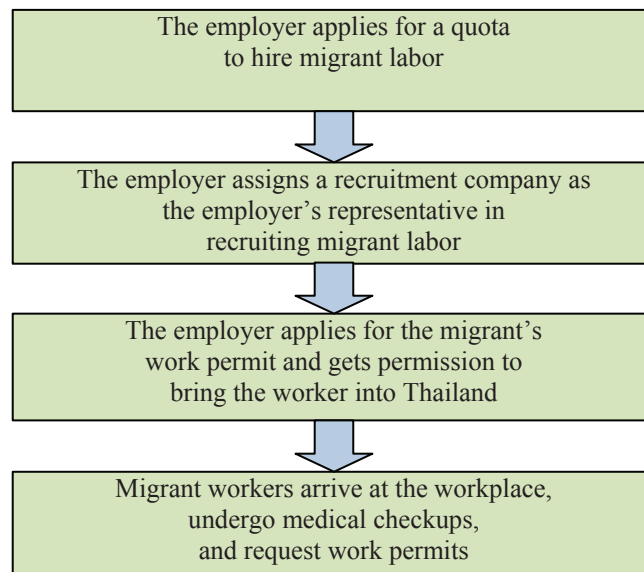 The employer applies for a quota
to hire migrant labor
The employer assigns a recruitment company as
the employer’s representative in
recruiting migrant labor
The employer applies for the migrant’s
work permit and gets permission to
bring the worker into Thailand
Migrant workers arrive at the workplace,
undergo medical checkups,
and request work permits